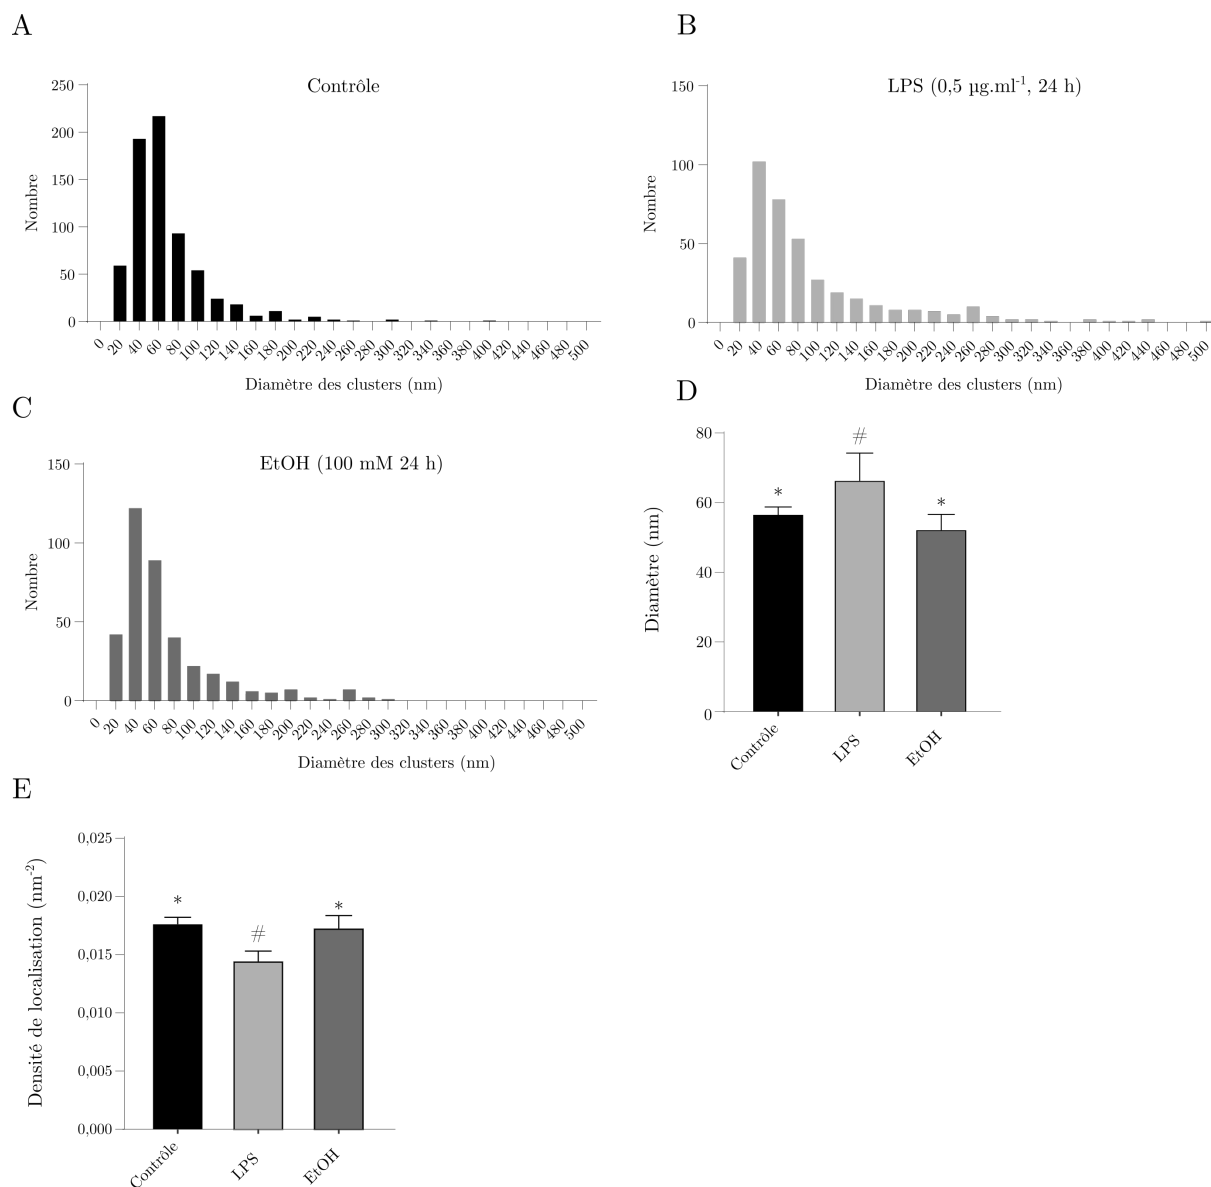 A
Contrôle
250
200
150
100
50
0
Nombre
0 20 40 60 80 100 120 140 160 180 200 220 240 260 280 300 320 340 360 380 400 420 440 460 480 500
Diamètre des clusters (nm)
B
LPS (0,5 µg.ml-1, 24 h)
150
100
50
0
Nombre
0 20 40 60 80 100 120 140 160 180 200 220 240 260 280 300 320 340 360 380 400 420 440 460 480 500
Diamètre des clusters (nm)
C
EtOH (100 mM 24 h)
150
100
50
0
Nombre
0 20 40 60 80 100 120 140 160 180 200 220 240 260 280 300 320 340 360 380 400 420 440 460 480 500
Diamètre des clusters (nm)
D
80
60
40
20
0
Diamètre (nm)
* # *
Contrôle LPS EtOH
E
0,025
0,020
0,015
0,010
0,005
0,000
Densité de localisation (nm-2)
* # *
Contrôle LPS EtOH